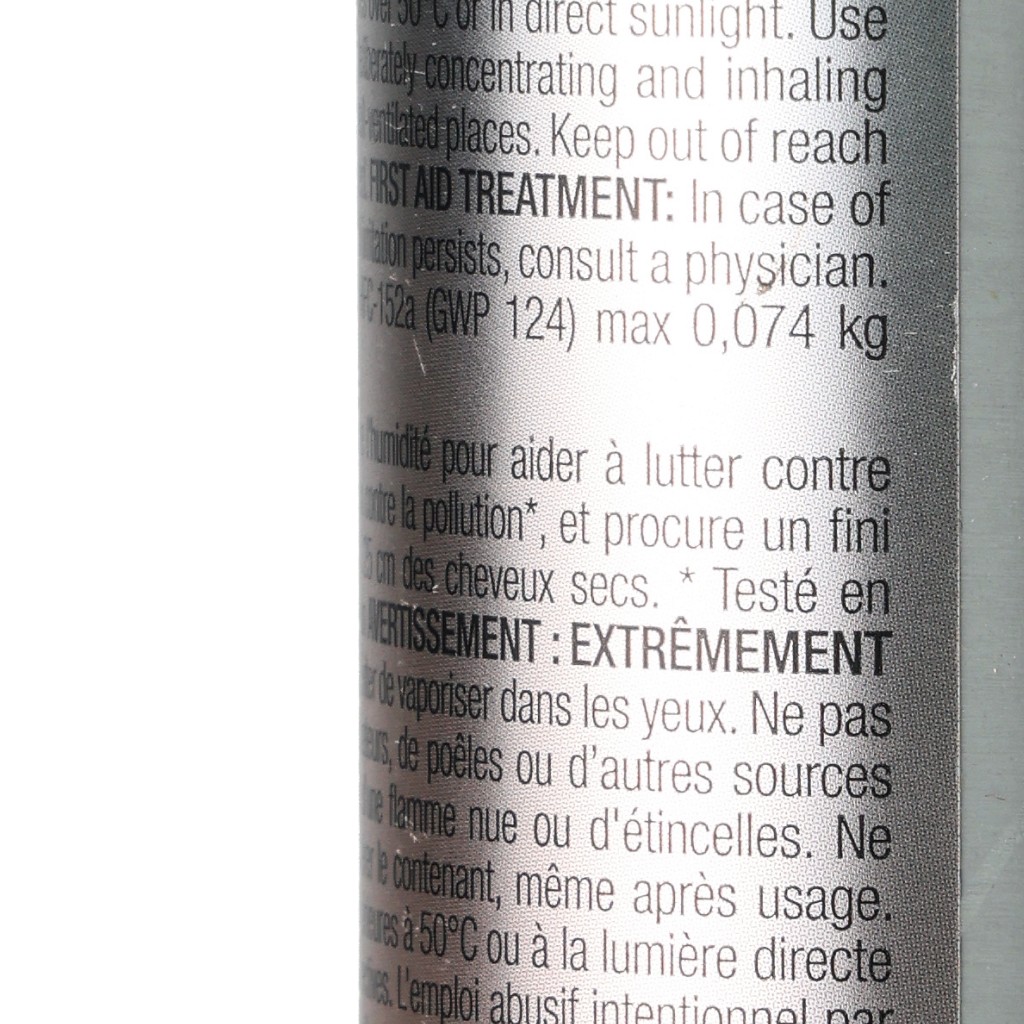 50°C or in direct sunlight. Use
concentrating and inhaling
ventilated places. Keep out of reach
FIRST AID TREATMENT: In case of
persists, consult a physician.
152a (GWP 124) max 0,074 kg
l'humidité pour aider à lutter contre
la pollution*, et procure un fini
cm des cheveux secs. * Testé en
AVERTISSEMENT : EXTRÊMEMENT
de vaporiser dans les yeux. Ne pas
de poêles ou d'autres sources
flamme nue ou d'étincelles. Ne
le contenant, même après usage.
à 50°C ou à la lumière directe
L'emploi abusif intentionnel par